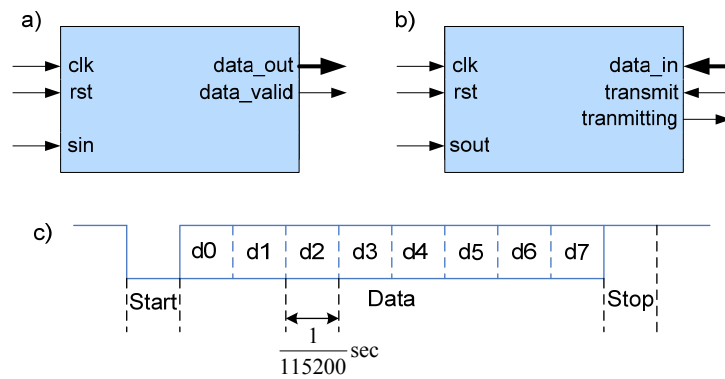 a)
clk
rst
sin
data_out
data_valid
b)
clk
rst
sout
data_in
transmit
tranmitting
c)
d0 d1 d2 d3 d4 d5 d6 d7
Start Data Stop
1
115200 sec